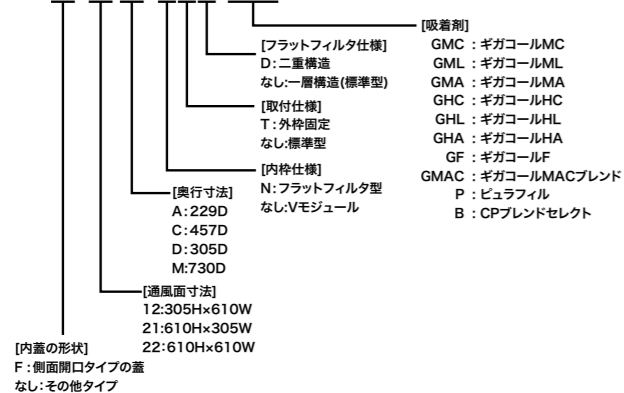 [吸着剤]
GMC : ギガコールMC
GML : ギガコールML
GMA : ギガコールMA
GHC : ギガコールHC
GHL : ギガコールHL
GHA : ギガコールHA
GF : ギガコールF
GMAC : ギガコールMACブレンド
P : ピュラフィル
B : CPブレンドセレクト
[フラットフィルタ仕様]
D:二重構造
なし:一層構造(標準型)
[取付仕様]
T:外枠固定
なし:標準型
[内枠仕様]
N:フラットフィルタ型
なし:Vモジュール
[奥行寸法]
A:229D
C:457D
D:305D
M:730D
[通風面寸法]
12:305H×610W
21:610H×305W
22:610H×610W
[内蓋の形状]
F:側面開口タイプの蓋
なし:その他タイプ